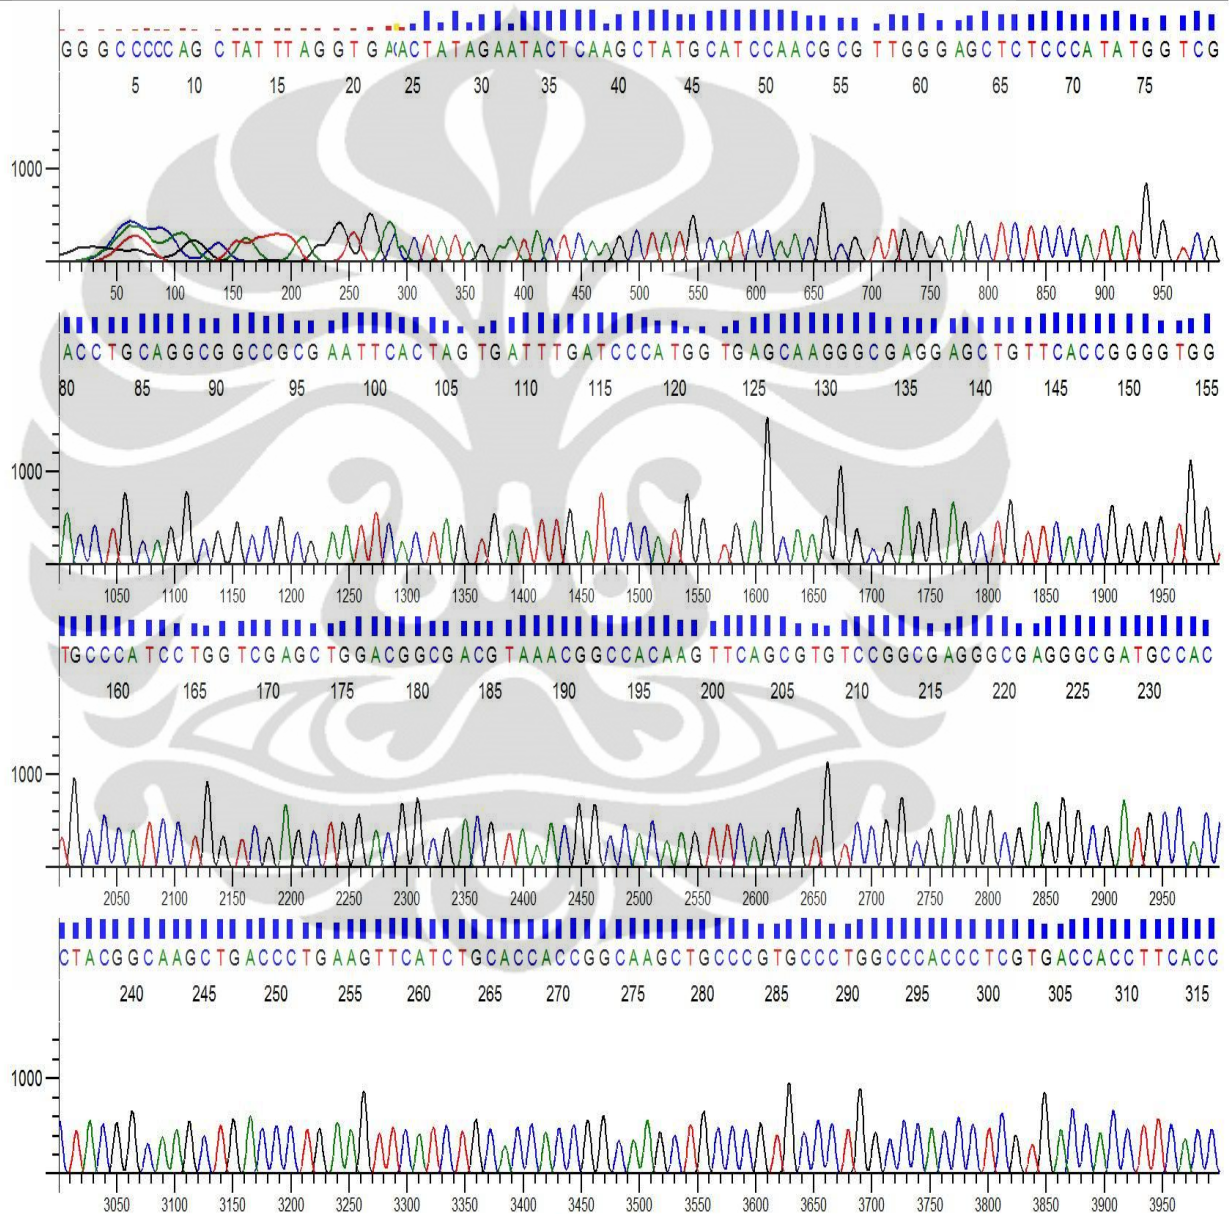 GGGCCCCCAG CTAT TTAGGTGACACTATAGAATACTCAAGCTATGCATCCAACGCG TTGGGAGCTCTCCCATATGGTCG
5 10 15 20 25 30 35 40 45 50 55 60 65 70 75
1000
50 100 150 200 250 300 350 400 450 500 550 600 650 700 750 800 850 900 950
ACCTGCAGGCGGCCGCG AATTCACTAGTGATTTGATCCCATGG TGAGCAAGGGCGAGGAGCTGTTCACCGGGGTGG
80 85 90 95 100 105 110 115 120 125 130 135 140 145 150 155
1000
1050 1100 1150 1200 1250 1300 1350 1400 1450 1500 1550 1600 1650 1700 1750 1800 1850 1900 1950
TGCCCATCCTGGTCGAGCTGGACGGCGACGTAAACGGCCACAAGTTCAGCGTGTCCGGCGAGGGCGAGGGCGATGCCAC
160 165 170 175 180 185 190 195 200 205 210 215 220 225 230
1000
2050 2100 2150 2200 2250 2300 2350 2400 2450 2500 2550 2600 2650 2700 2750 2800 2850 2900 2950
CTACGGCAAGCTGACCCTGAAGTTCATCTGCACCACCGGCAAGCTGCCCGTGCCCTGGCCCACCCTCGTGACCACCTTCACC
240 245 250 255 260 265 270 275 280 285 290 295 300 305 310 315
1000
3050 3100 3150 3200 3250 3300 3350 3400 3450 3500 3550 3600 3650 3700 3750 3800 3850 3900 3950